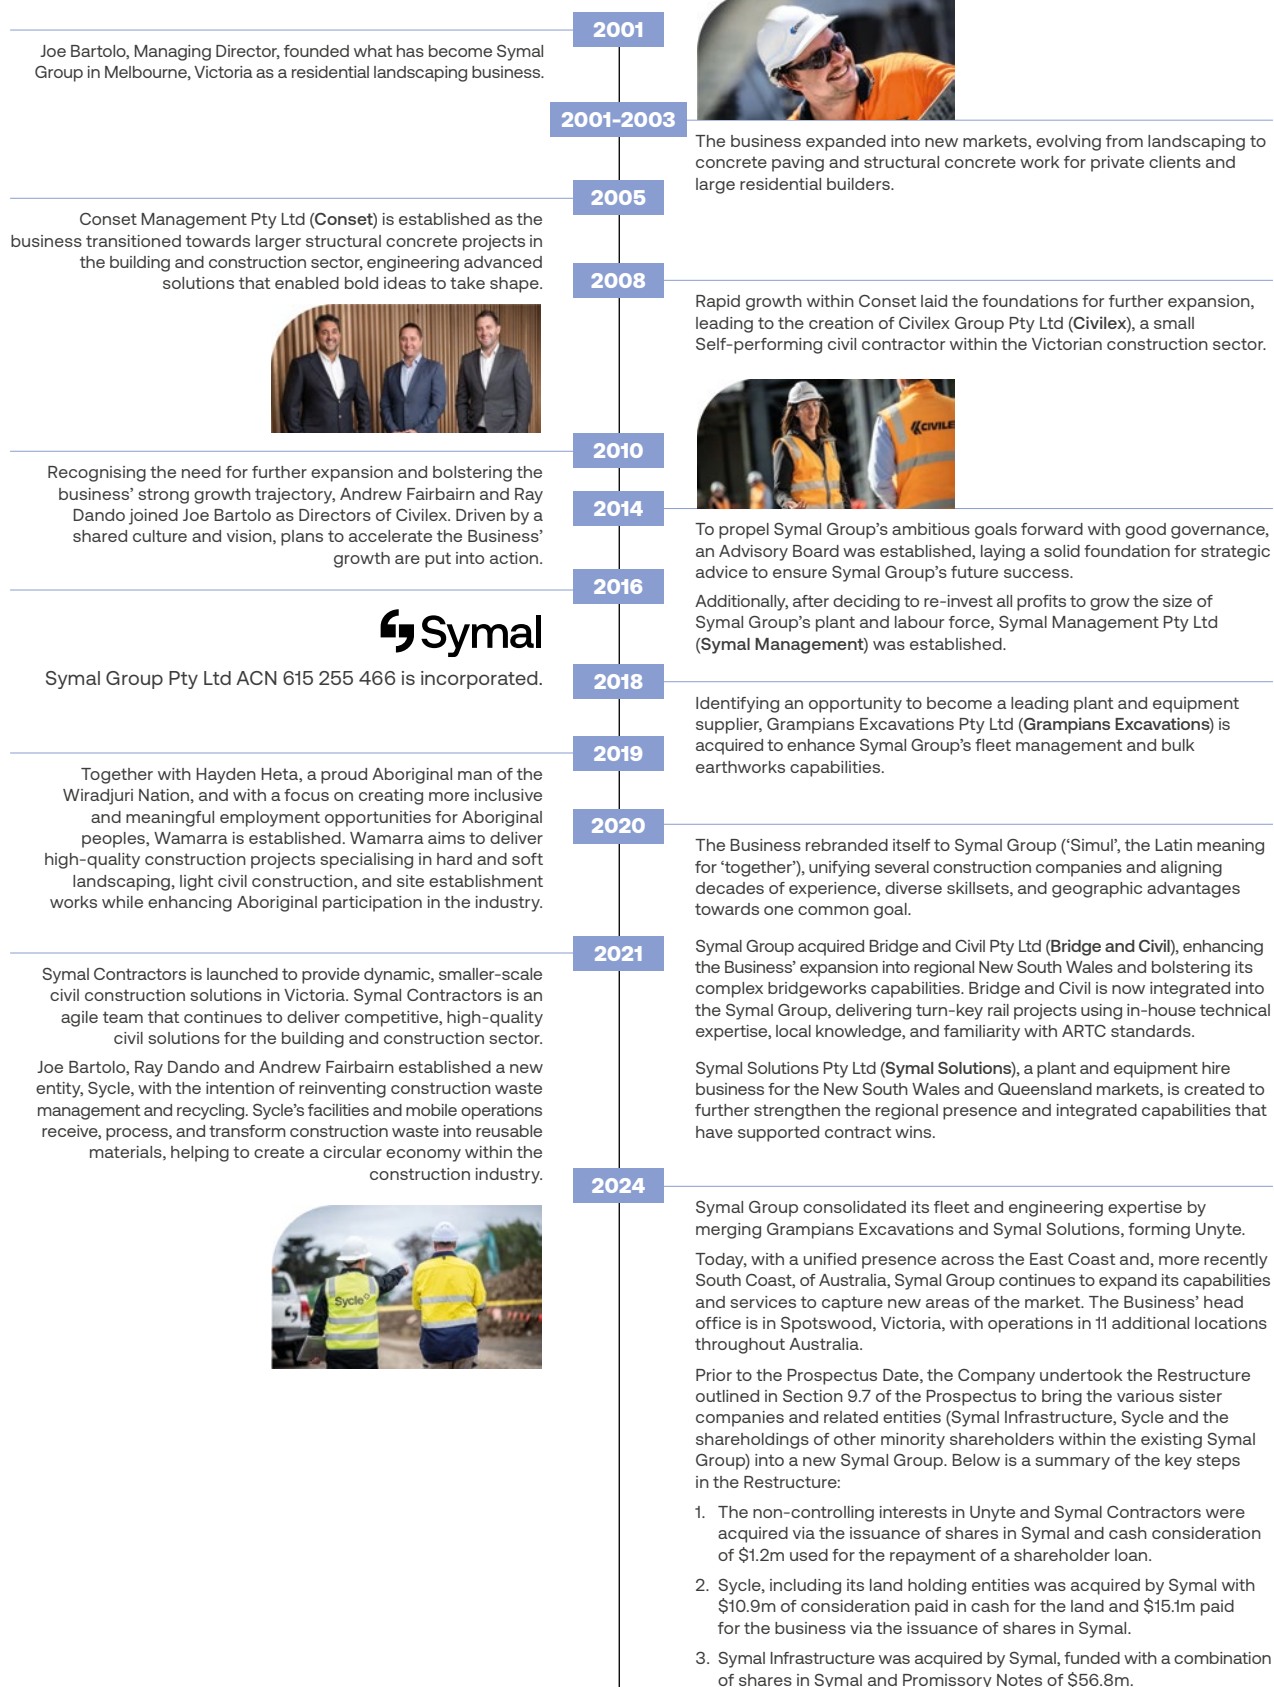 2001
Joe Bartolo, Managing Director, founded what has become Symal
Group in Melbourne, Victoria as a residential landscaping business.
2001-2003
The business expanded into new markets, evolving from landscaping to
concrete paving and structural concrete work for private clients and
large residential builders.
2005
Conset Management Pty Ltd (Conset) is established as the
business transitioned towards larger structural concrete projects in
the building and construction sector, engineering advanced
solutions that enabled bold ideas to take shape.
2008
Rapid growth within Conset laid the foundations for further expansion,
leading to the creation of Civilex Group Pty Ltd (Civilex), a small
Self-performing civil contractor within the Victorian construction sector.
CIVILE
2010
Recognising the need for further expansion and bolstering the
business’ strong growth trajectory, Andrew Fairbairn and Ray
Dando joined Joe Bartolo as Directors of Civilex. Driven by a
shared culture and vision, plans to accelerate the Business’
growth are put into action.
2014
To propel Symal Group’s ambitious goals forward with good governance,
an Advisory Board was established, laying a solid foundation for strategic
advice to ensure Symal Group’s future success.
Additionally, after deciding to re-invest all profits to grow the size of
Symal Group’s plant and labour force, Symal Management Pty Ltd
(Symal Management) was established.
2016
Symal
Symal Group Pty Ltd ACN 615 255 466 is incorporated.
2018
Identifying an opportunity to become a leading plant and equipment
supplier, Grampians Excavations Pty Ltd (Grampians Excavations) is
acquired to enhance Symal Group’s fleet management and bulk
earthworks capabilities.
2019
Together with Hayden Heta, a proud Aboriginal man of the
Wiradjuri Nation, and with a focus on creating more inclusive
and meaningful employment opportunities for Aboriginal
peoples, Wamarra is established. Wamarra aims to deliver
high-quality construction projects specialising in hard and soft
landscaping, light civil construction, and site establishment
works while enhancing Aboriginal participation in the industry.
2020
The Business rebranded itself to Symal Group (‘Simul’, the Latin meaning
for ‘together’), unifying several construction companies and aligning
decades of experience, diverse skillsets, and geographic advantages
towards one common goal.
Symal Group acquired Bridge and Civil Pty Ltd (Bridge and Civil), enhancing
the Business’ expansion into regional New South Wales and bolstering its
complex bridgeworks capabilities. Bridge and Civil is now integrated into
the Symal Group, delivering turn-key rail projects using in-house technical
expertise, local knowledge, and familiarity with ARTC standards.
Symal Solutions Pty Ltd (Symal Solutions), a plant and equipment hire
business for the New South Wales and Queensland markets, is created to
further strengthen the regional presence and integrated capabilities that
have supported contract wins.
2021
Symal Contractors is launched to provide dynamic, smaller-scale
civil construction solutions in Victoria. Symal Contractors is an
agile team that continues to deliver competitive, high-quality
civil solutions for the building and construction sector.
Joe Bartolo, Ray Dando and Andrew Fairbairn established a new
entity, Sycle, with the intention of reinventing construction waste
management and recycling. Sycle’s facilities and mobile operations
receive, process, and transform construction waste into reusable
materials, helping to create a circular economy within the
construction industry.
Sycle
2024
Symal Group consolidated its fleet and engineering expertise by
merging Grampians Excavations and Symal Solutions, forming Unyte.
Today, with a unified presence across the East Coast and, more recently
South Coast, of Australia, Symal Group continues to expand its capabilities
and services to capture new areas of the market. The Business’ head
office is in Spotswood, Victoria, with operations in 11 additional locations
throughout Australia.
Prior to the Prospectus Date, the Company undertook the Restructure
outlined in Section 9.7 of the Prospectus to bring the various sister
companies and related entities (Symal Infrastructure, Sycle and the
shareholdings of other minority shareholders within the existing Symal
Group) into a new Symal Group. Below is a summary of the key steps
in the Restructure:
1. The non-controlling interests in Unyte and Symal Contractors were
acquired via the issuance of shares in Symal and cash consideration
of $1.2m used for the repayment of a shareholder loan.
2. Sycle, including its land holding entities was acquired by Symal with
$10.9m of consideration paid in cash for the land and $15.1m paid
for the business via the issuance of shares in Symal.
3. Symal Infrastructure was acquired by Symal, funded with a combination
of shares in Symal and Promissory Notes of $56.8m.